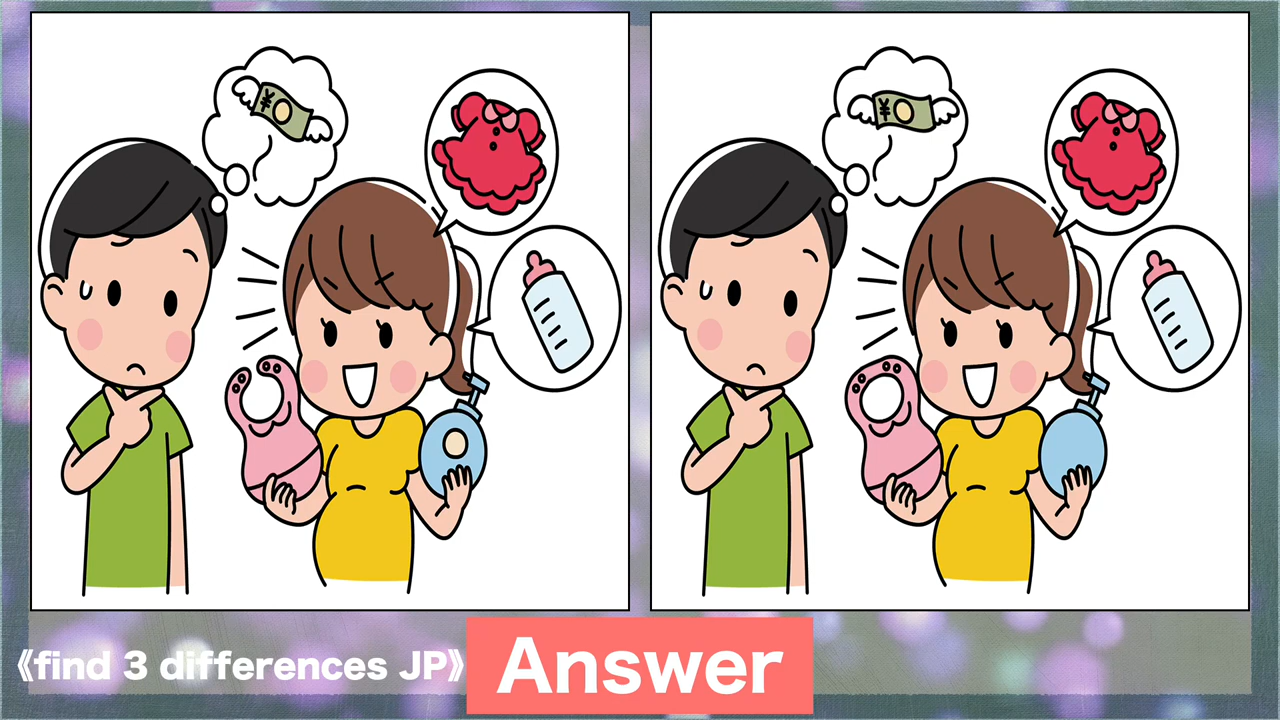 ¥
¥
《find 3 differences JP》
Answer